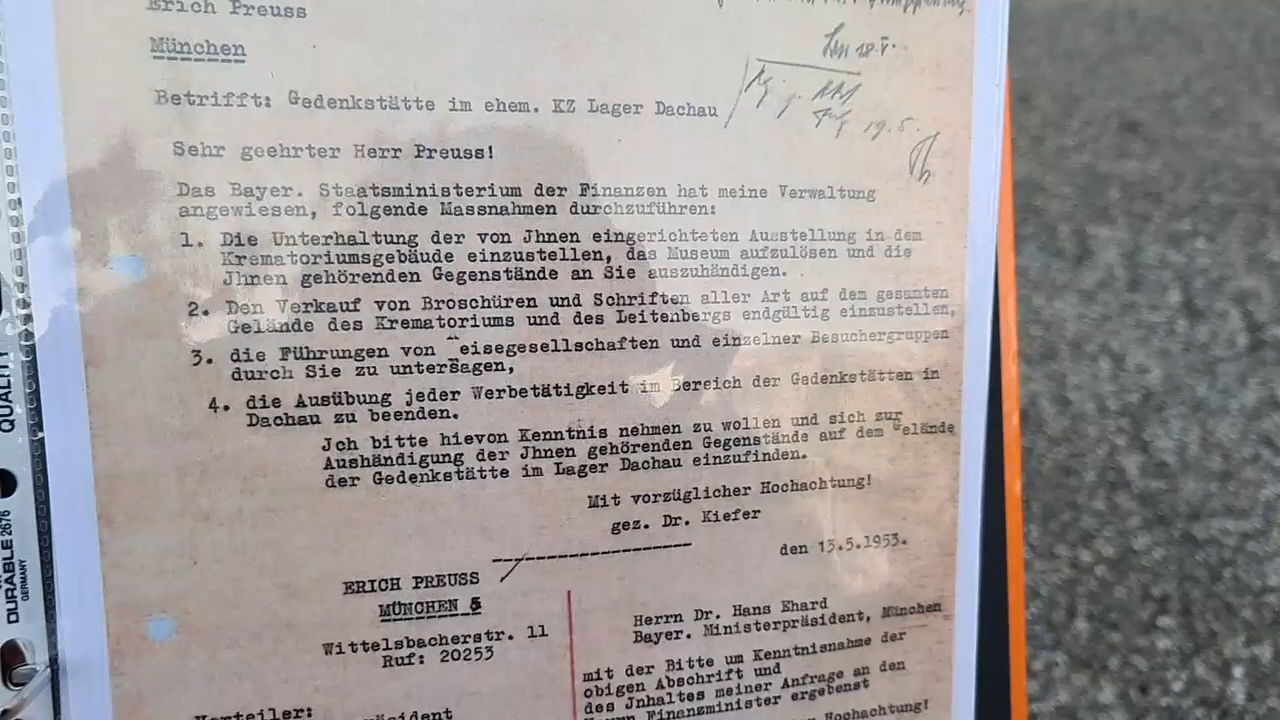 Erich Preuss
München
Betrifft: Gedenkstätte im ehem. KZ Lager Dachau
19.5.
Sehr geehrter Herr Preuss!
Das Bayer. Staatsministerium der Finanzen hat meine Verwaltung
angewiesen, folgende Massnahmen durchzuführen:
1. Die Unterhaltung der von Jhnen eingerichteten Ausstellung in dem
Krematoriumsgebäude einzustellen, das Museum aufzulösen und die
Jhnen gehörenden Gegenstände an Sie auszuhändigen.
2. Den Verkauf von Broschüren und Schriften aller Art auf dem gesamten
Gelände des Krematoriums und des Leitenbergs endgültig einzustellen,
3. die Führungen von eisegesellschaften und einzelner Besuchergruppen
durch Sie zu untersagen,
4. die Ausübung jeder Werbetätigkeit im Bereich der Gedenkstätten in
Dachau zu beenden.
Jch bitte hievon Kenntnis nehmen zu wollen und sich zur
Aushändigung der Jhnen gehörenden Gegenstände auf dem Gelände
der Gedenkstätte im Lager Dachau einzufinden.
Mit vorzüglicher Hochachtung!
gez. Dr. Kiefer
den 13.5.1953.
ERICH PREUSS
MÜNCHEN 5
Wittelsbacherstr. 11
Ruf: 20253
Herrn Dr. Hans Ehard
Bayer. Ministerpräsident, München
mit der Bitte um Kenntnisnahme der
obigen Abschrift und
des Jnhaltes meiner Anfrage an den
Herrn Finanzminister ergebenst
Hochachtung!
Verteiler:
QUALITY
DURABLE 2676
GERMANY